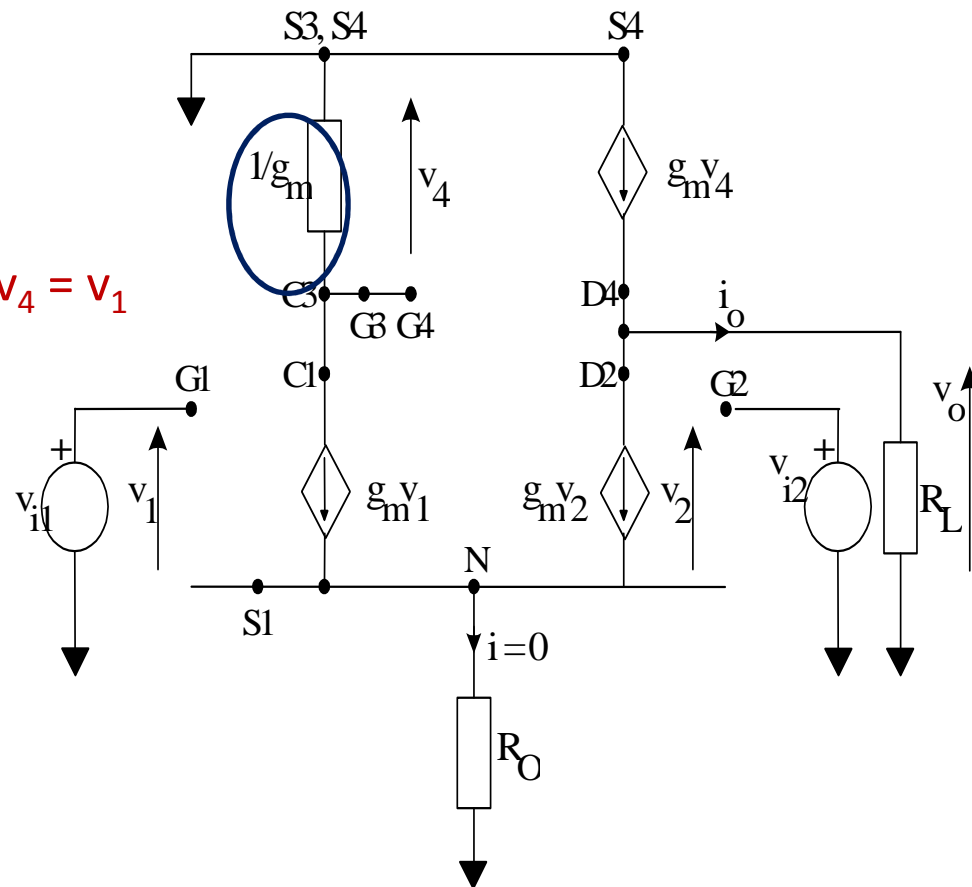 S3, S4
S4
1/gm
v4
gmv4
v4 = v1
C3
G3 G4
D4
io
C1
D2
G1
G2
vo
+
vi1
v1
gmv1
gmv2
v2
+
vi2
RL
N
S1
i=0
RO